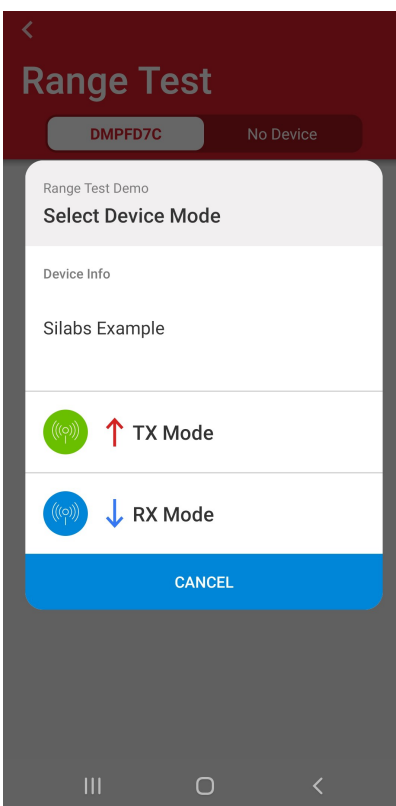 Range Test
DMPFD7C No Device
Range Test Demo
Select Device Mode
Device Info
Silabs Example
TX Mode
RX Mode
CANCEL